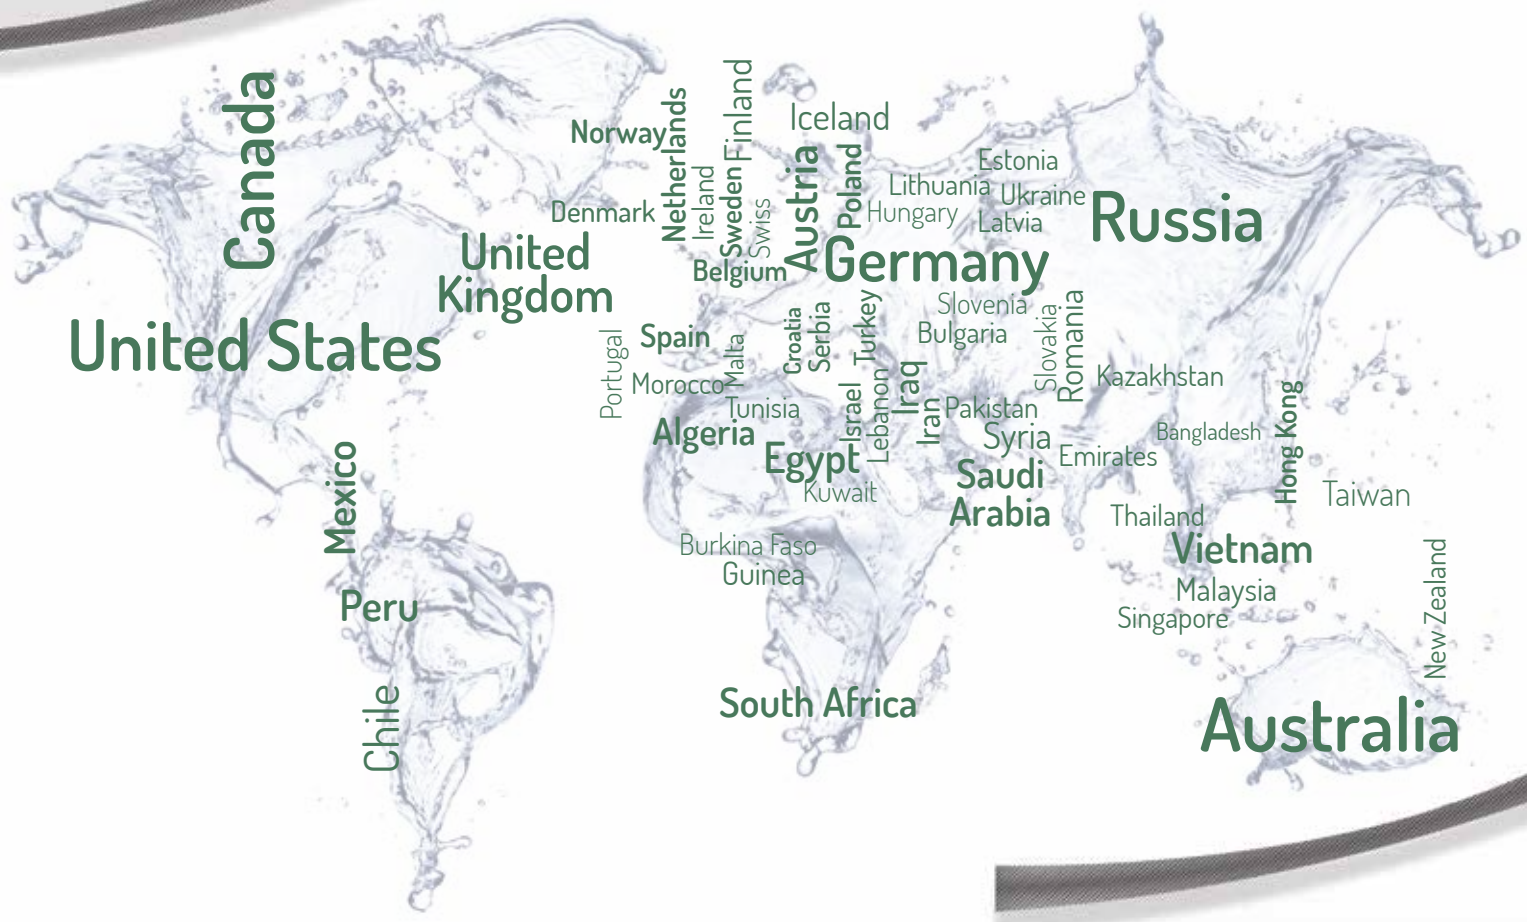 Canada
United States
Mexico
Peru
Chile
United
Kingdom
Norway
Denmark
Netherlands
Ireland
Sweden
Finland
Swiss
Belgium
Iceland
Austria
Poland
Estonia
Lithuania
Ukraine
Hungary
Latvia
Germany
Russia
Portugal
Spain
Malta
Morocco
Tunisia
Algeria
Croatia
Serbia
Turkey
Slovenia
Bulgaria
Slovakia
Romania
Kazakhstan
Israel
Lebanon
Iraq
Iran
Pakistan
Syria
Egypt
Kuwait
Saudi
Arabia
Emirates
Bangladesh
Hong Kong
Taiwan
Thailand
Vietnam
Malaysia
Singapore
Burkina Faso
Guinea
South Africa
New Zealand
Australia